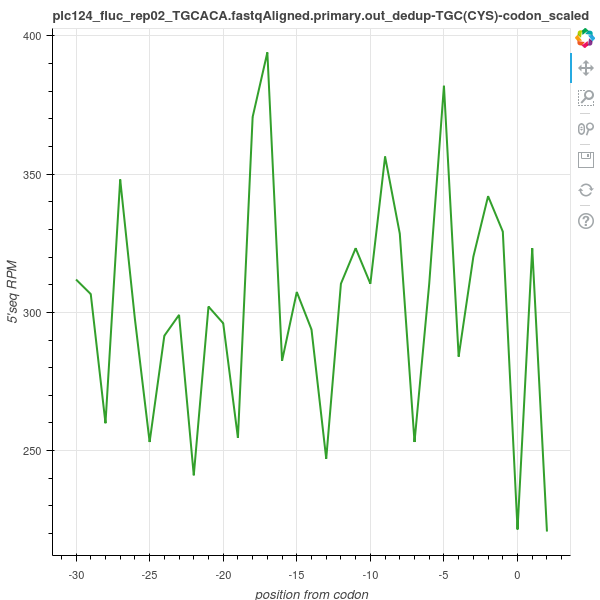 plc124_fluc_rep02_TGCACA.fastqAligned.primary.out_dedup-TGC(CYS)-codon_scaled
400
350
300
250
5'seq RPM
-30 -25 -20 -15 -10 -5 0
position from codon